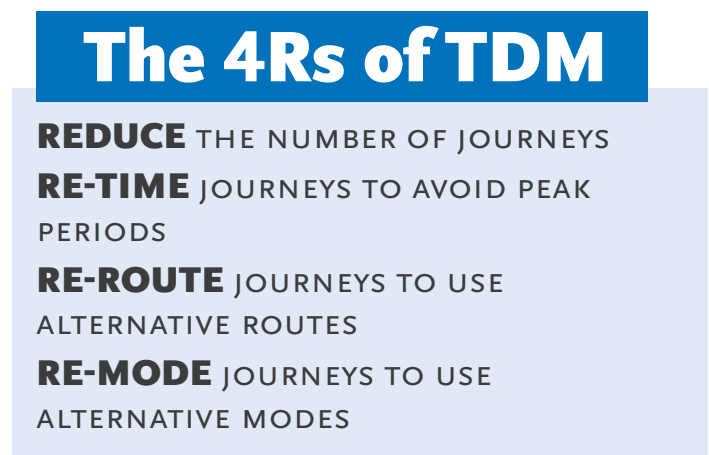 The 4Rs of TDM
REDUCE THE NUMBER OF JOURNEYS
RE-TIME JOURNEYS TO AVOID PEAK
PERIODS
RE-ROUTE JOURNEYS TO USE
ALTERNATIVE ROUTES
RE-MODE JOURNEYS TO USE
ALTERNATIVE MODES